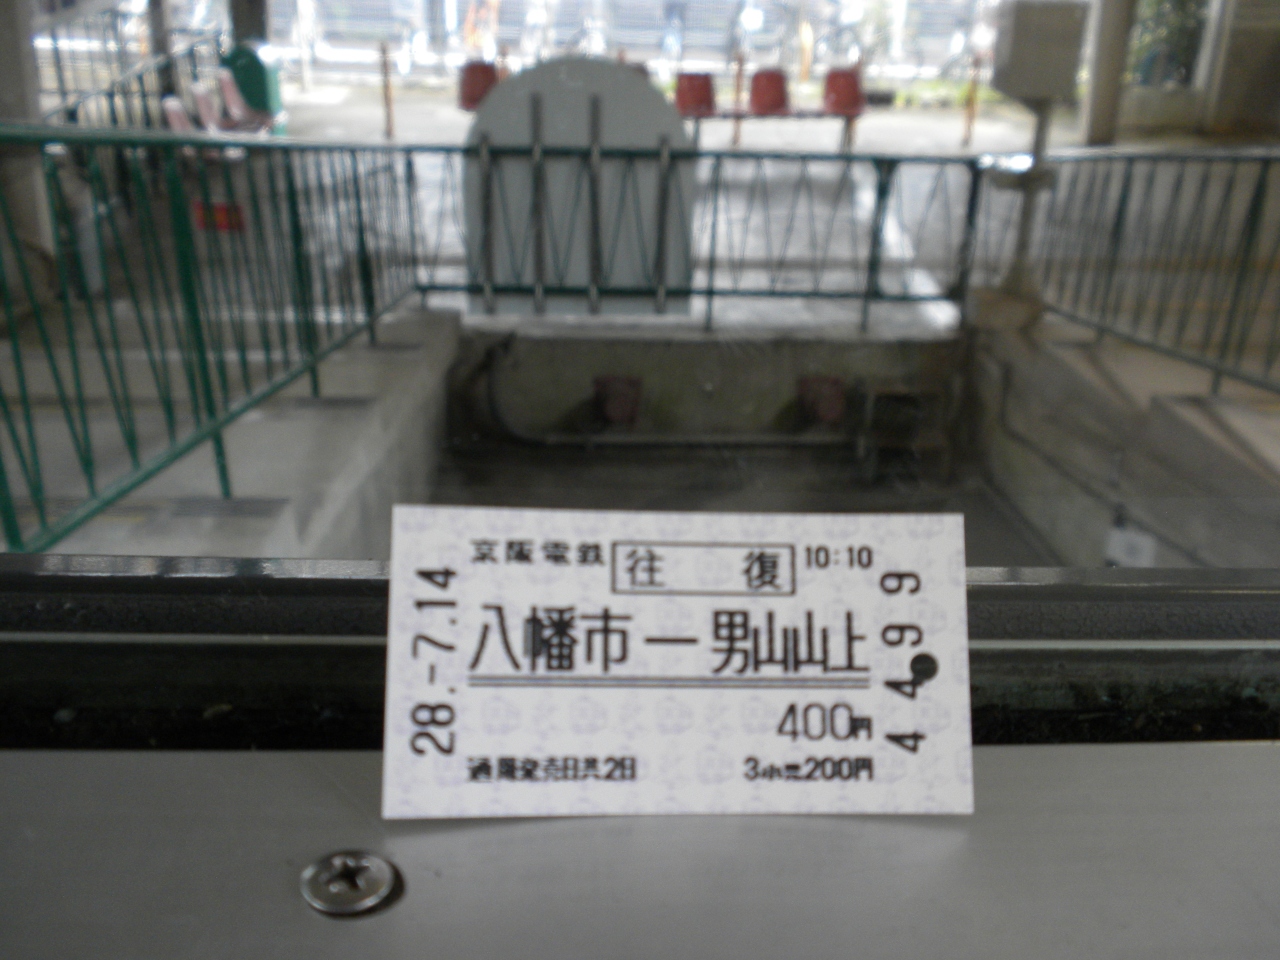 京阪電鉄 往復 10:10
八幡市ー男山山上
400円
通用発売日共2日 3小児200円
28.-7.14
4499